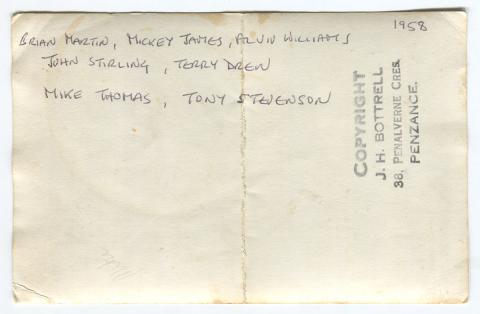 1958
BRIAN MARTIN, MICKEY JAMES, ALVIN WILLIAMS
JOHN STIRLING, TERRY DREW
MIKE THOMAS, TONY STEVENSON
COPYRIGHT
J. H. BOTTRELL
38, PENALVERNE CRES,
PENZANCE.